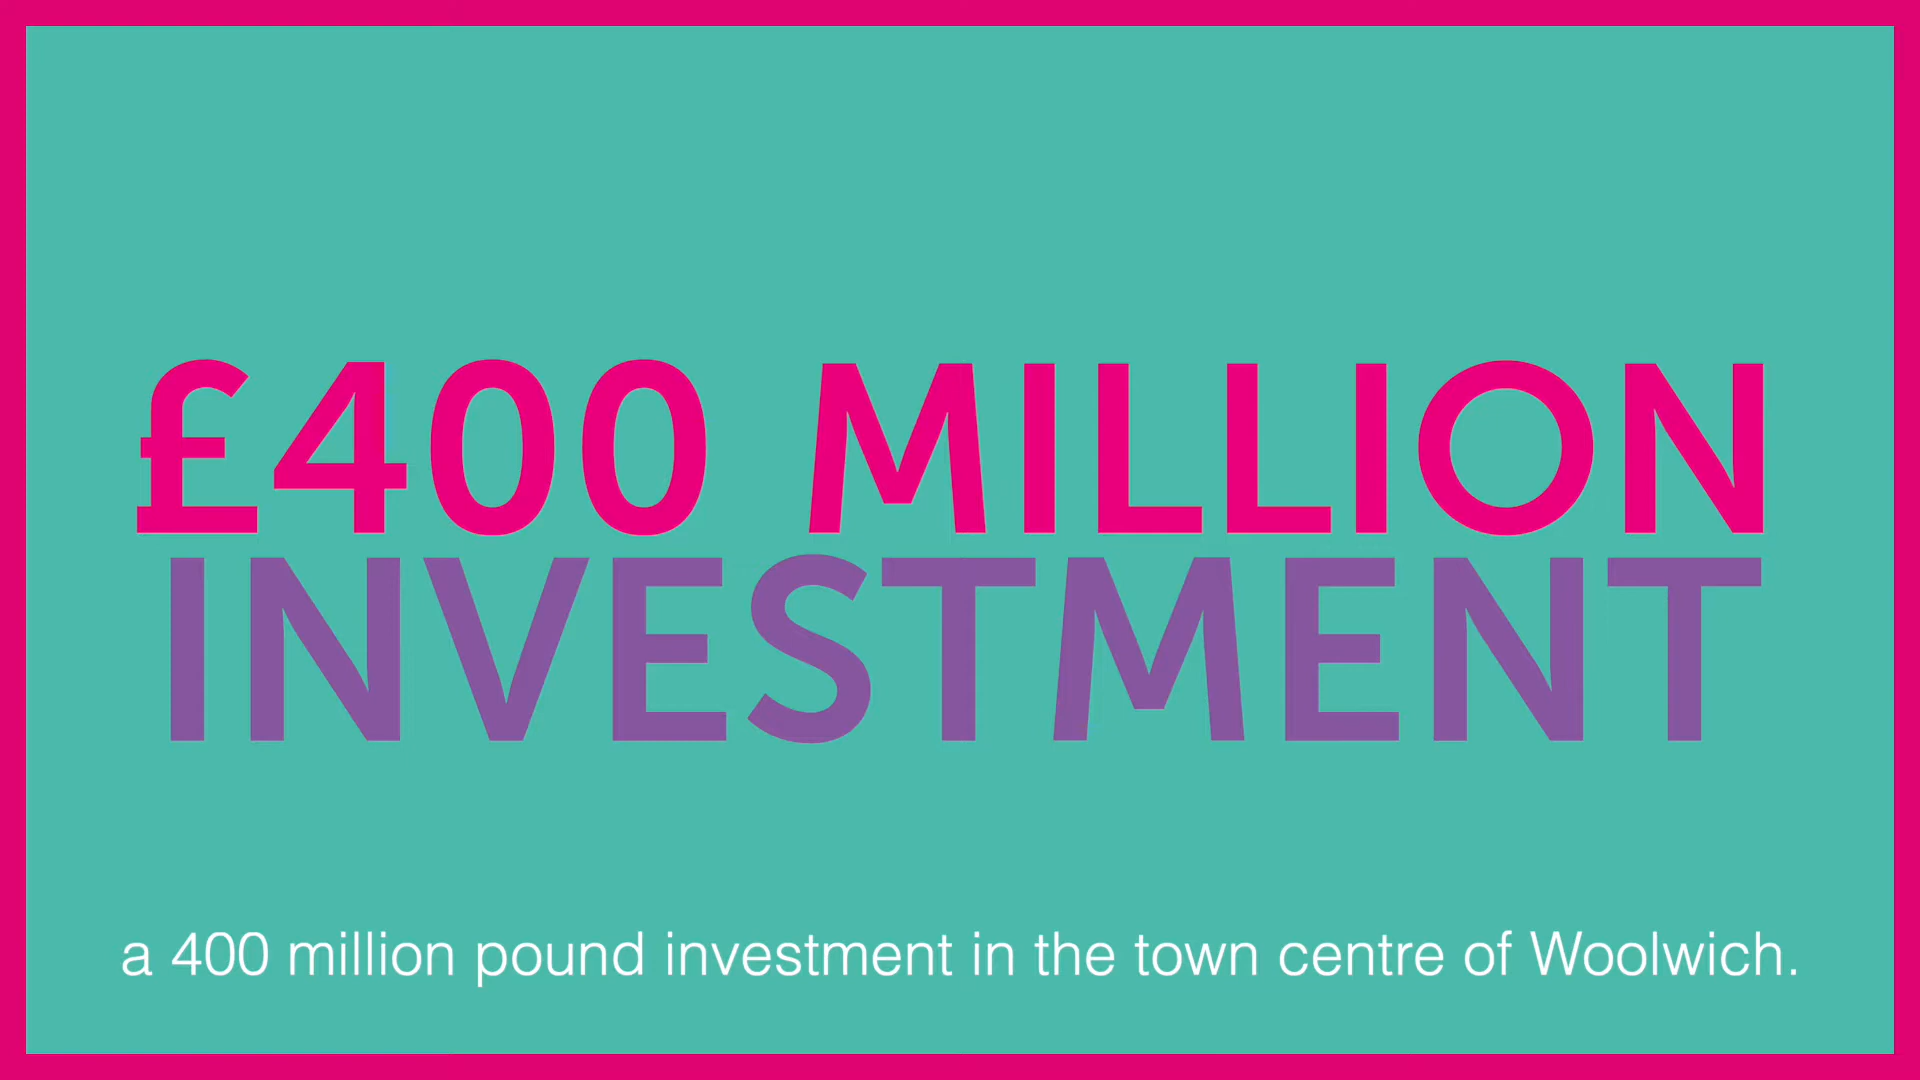 £400 MILLION
INVESTMENT
a 400 million pound investment in the town centre of Woolwich.